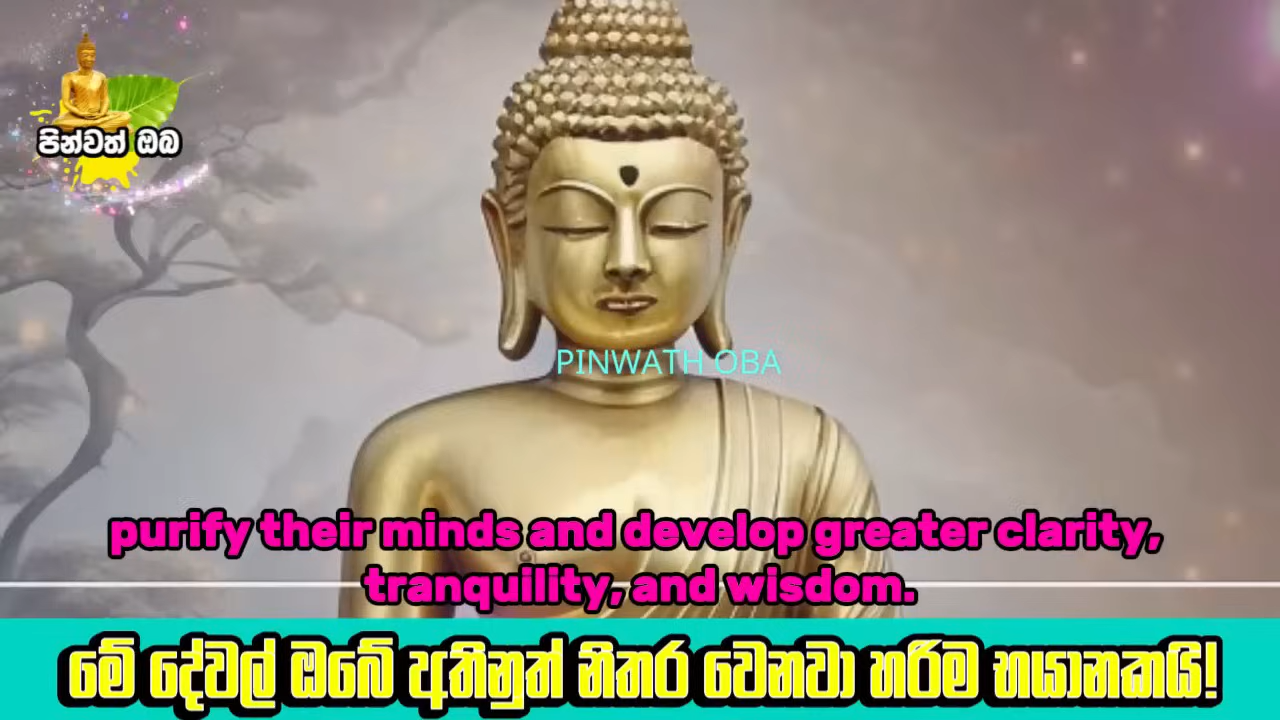 පින්වත් ඔබ
PINWATH OBA
purify their minds and develop greater clarity,
tranquility, and wisdom.
මේ දේවල් ඔබේ අතිනුත් නිතර වෙනවා හරිම භයානකයි!